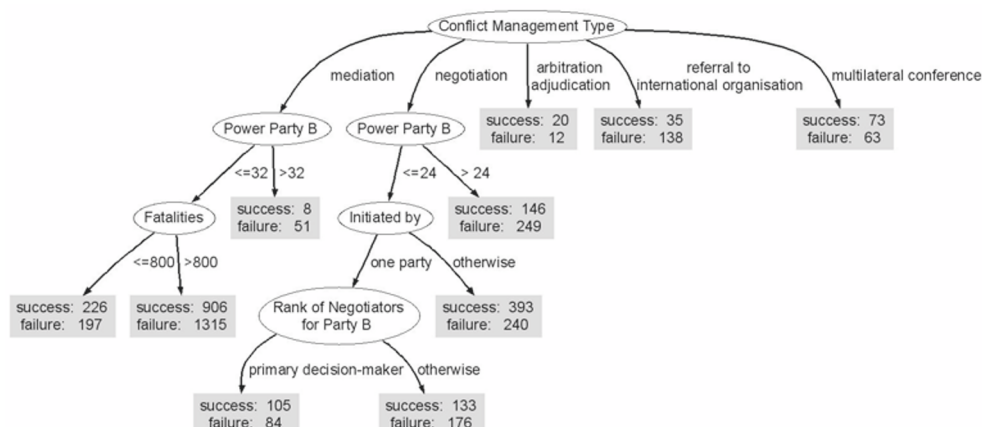 Conflict Management Type
mediation
negotiation
arbitration
adjudication
referral to
international organisation
multilateral conference
Power Party B
Power Party B
success: 20
failure: 12
success: 35
failure: 138
success: 73
failure: 63
<=32
>32
<=24
> 24
Fatalities
success: 8
failure: 51
Initiated by
success: 146
failure: 249
<=800
>800
one party
otherwise
success: 226
failure: 197
success: 906
failure: 1315
Rank of Negotiators
for Party B
success: 393
failure: 240
primary decision-maker
otherwise
success: 105
failure: 84
success: 133
failure: 176